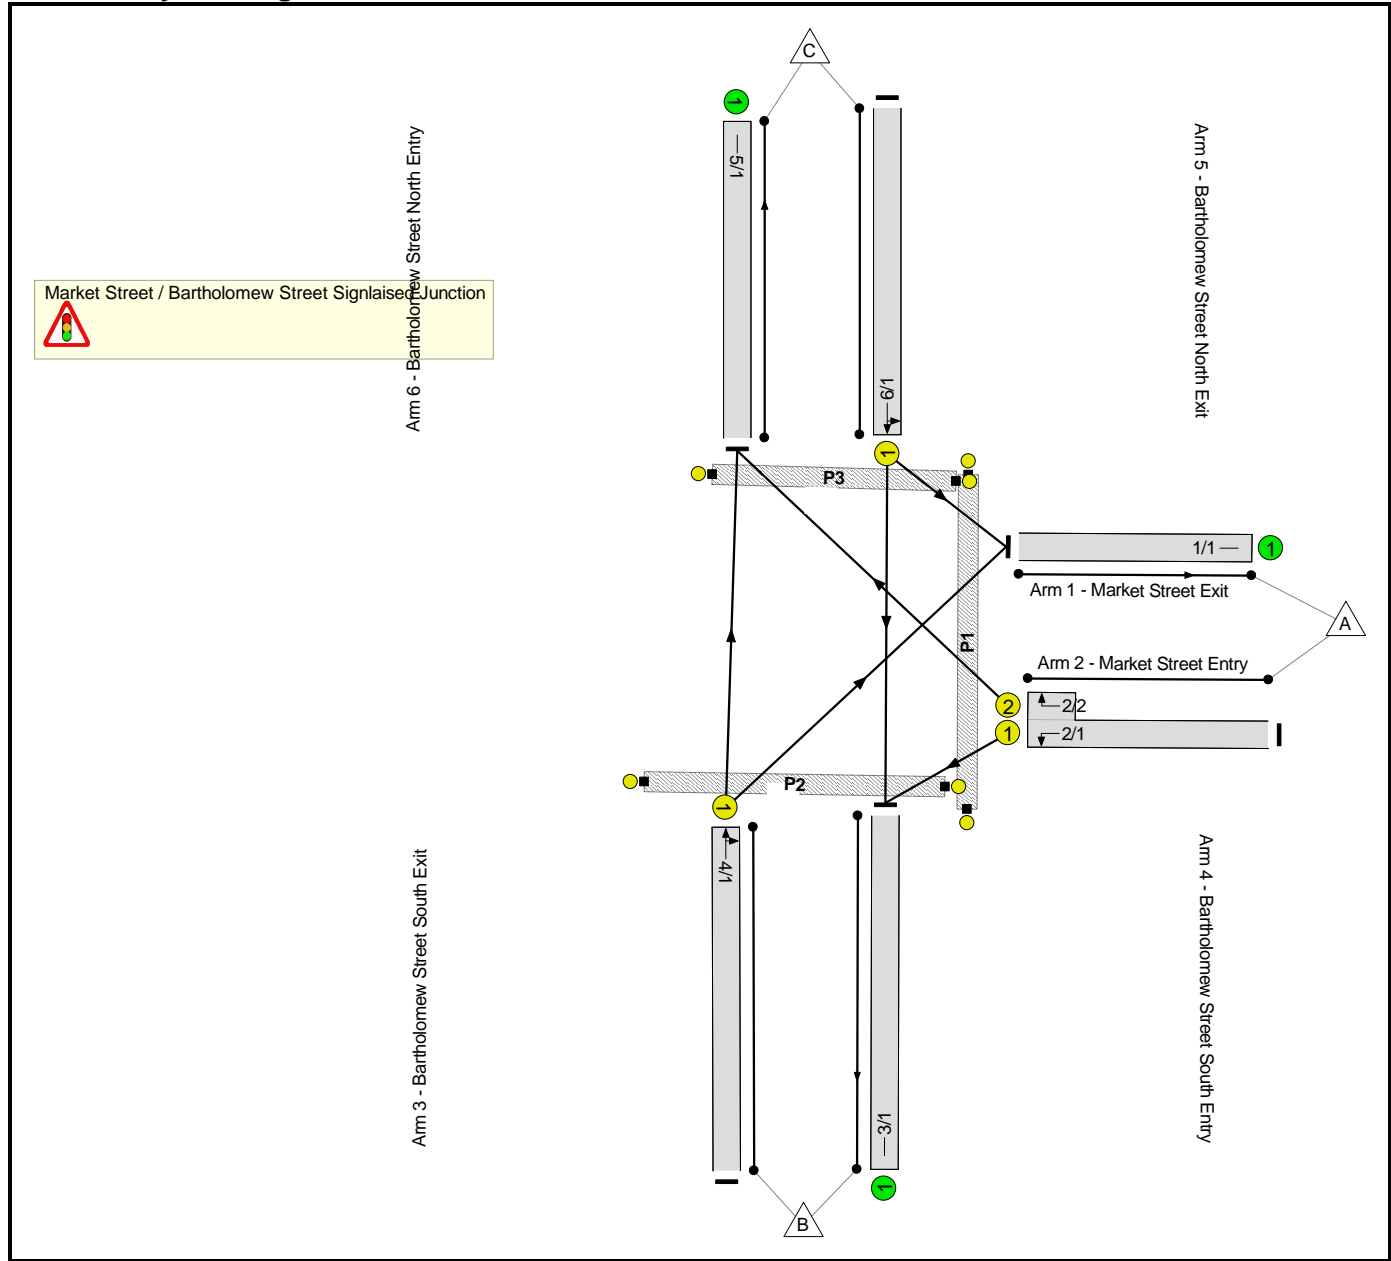 C
1
5/1
6/1
Arm 5 - Bartholomew Street North Exit
Arm 6 - Bartholomew Street North Entry
Market Street / Bartholomew Street Signlaised Junction
1
P3
1/1
1
Arm 1 - Market Street Exit
A
P1
Arm 2 - Market Street Entry
2
2/2
1
2/1
P2
1
4/1
Arm 3 - Bartholomew Street South Exit
Arm 4 - Bartholomew Street South Entry
3/1
1
B